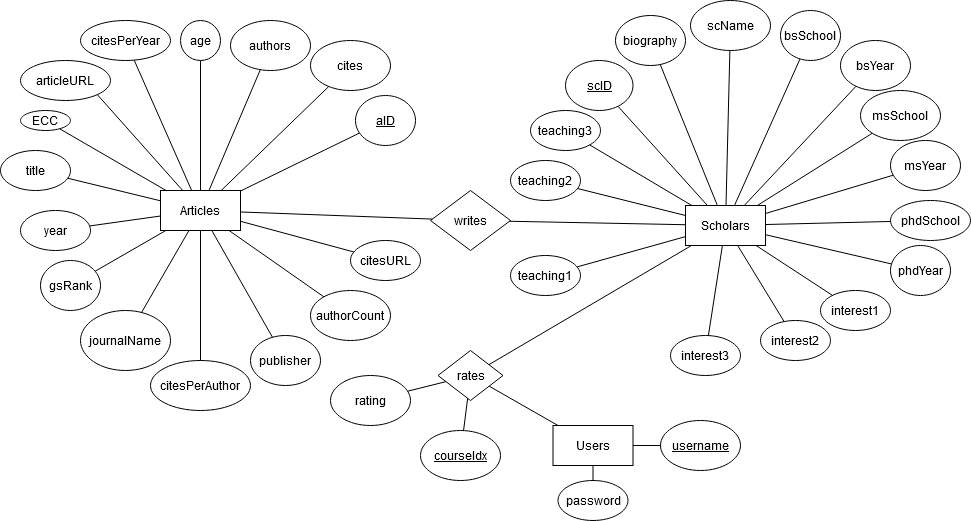 citesPerYear
age
authors
cites
articleURL
aID
ECC
title
Articles
year
gsRank
journalName
citesPerAuthor
publisher
authorCount
citesURL
writes
scName
biography
bsSchool
scID
bsYear
teaching3
msSchool
teaching2
msYear
Scholars
phdSchool
teaching1
phdYear
interest1
interest2
interest3
rates
rating
courseIdx
Users
username
password